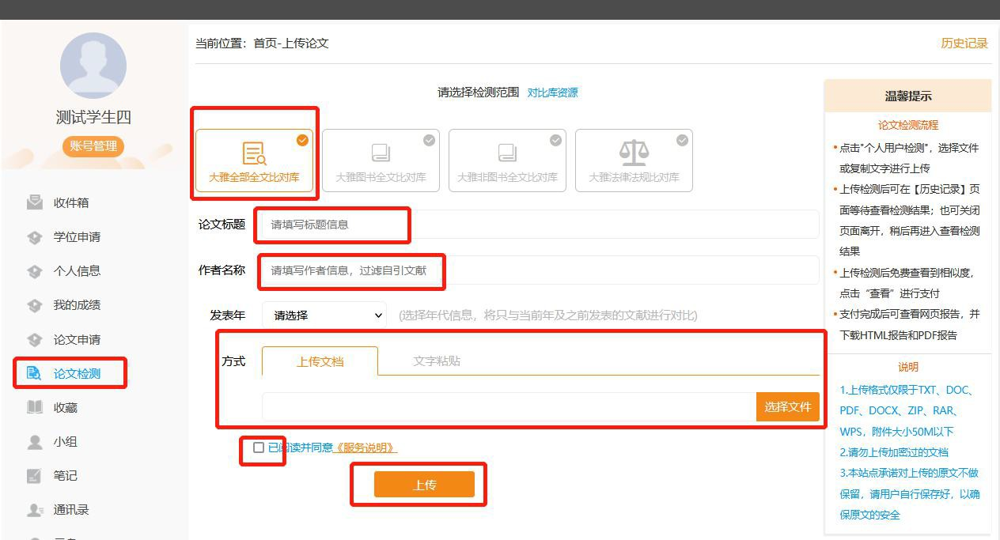 测试学生四
账号管理
收件箱
学位申请
个人信息
我的成绩
论文申请
论文检测
收藏
小组
笔记
通讯录
当前位置：首页-上传论文
历史记录
请选择检测范围 对比库资源
大雅全部全文比对库
大雅图书全文比对库
大雅非图书全文比对库
大雅法律法规比对库
论文标题 请填写标题信息
作者名称 请填写作者信息，过滤自引文献
发表年 请选择 (选择年代信息，将只与当前年及之前发表的文献进行对比)
方式 上传文档 文字粘贴
选择文件
已阅读并同意《服务说明》
上传
温馨提示
论文检测流程
•点击"个人用户检测"，选择文件
或复制文字进行上传
•上传检测后可在【历史记录】页
面等待查看检测结果；也可关闭
页面离开，稍后再进入查看检测
结果
•上传检测后免费查看到相似度，
点击“查看”进行支付
•支付完成后可查看网页报告，并
下载HTML报告和PDF报告
说明
1.上传格式仅限于TXT、DOC、
PDF、DOCX、ZIP、RAR、
WPS，附件大小50M以下
2.请勿上传加密过的文档
3.本站点承诺对上传的原文不做
保留，请用户自行保存好，以确
保原文的安全